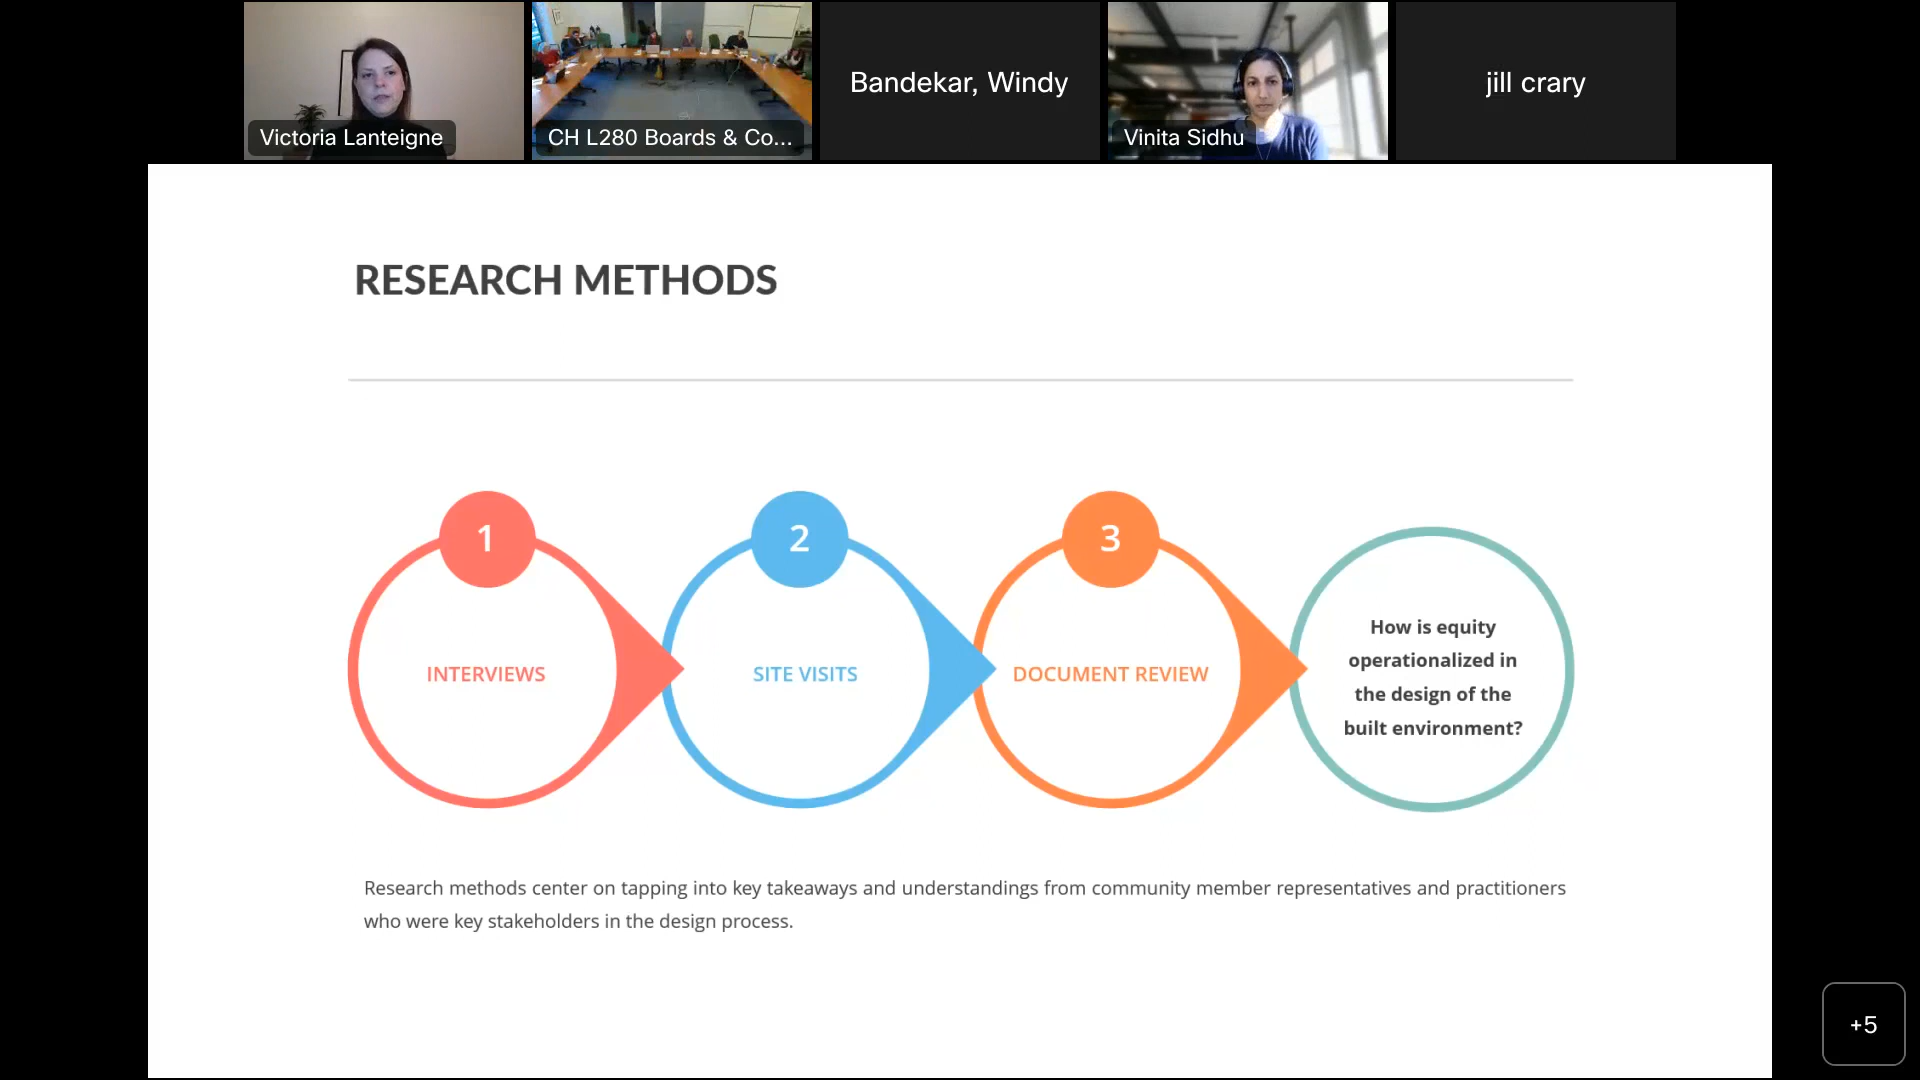 Victoria Lanteigne
CH L280 Boards & Co...
Bandekar, Windy
Vinita Sidhu
jill crary
RESEARCH METHODS
1
2
3
INTERVIEWS
SITE VISITS
DOCUMENT REVIEW
How is equity
operationalized in
the design of the
built environment?
Research methods center on tapping into key takeaways and understandings from community member representatives and practitioners
who were key stakeholders in the design process.
+5